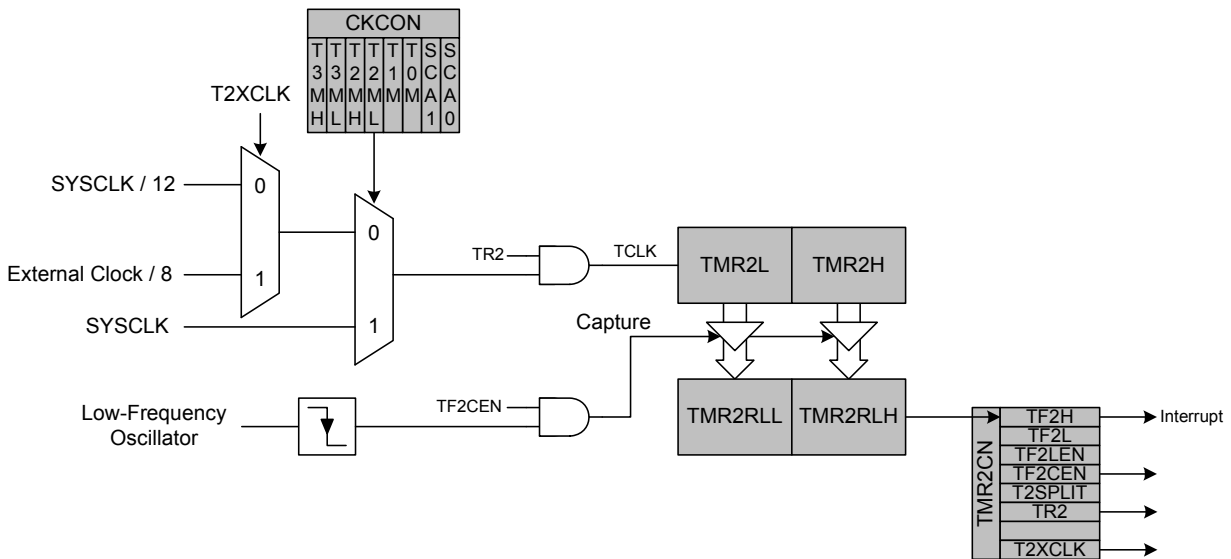 CKCON
T3MH
T3ML
T2MH
T2ML
T1M
T0M
SCA1
SCA0
T2XCLK
SYSCLK / 12
0
External Clock / 8
1
SYSCLK
0
1
TR2
TCLK
TMR2L
TMR2H
Capture
Low-Frequency
Oscillator
TF2CEN
TMR2RLL
TMR2RLH
TMR2CN
TF2H
TF2L
TF2LEN
TF2CEN
T2SPLIT
TR2
T2XCLK
Interrupt